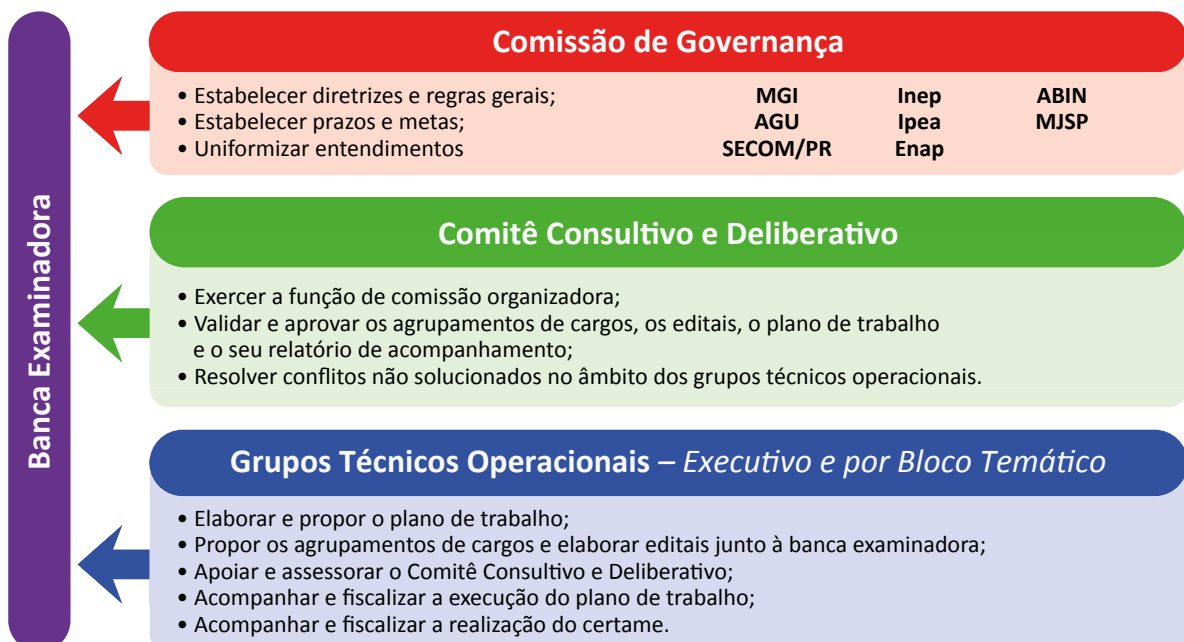 Banca Examinadora
Comissão de Governança
• Estabelecer diretrizes e regras gerais;
• Estabelecer prazos e metas;
• Uniformizar entendimentos
MGI Inep ABIN
AGU Ipea MJSP
SECOM/PR Enap
Comitê Consultivo e Deliberativo
• Exercer a função de comissão organizadora;
• Validar e aprovar os agrupamentos de cargos, os editais, o plano de trabalho
e o seu relatório de acompanhamento;
• Resolver conflitos não solucionados no âmbito dos grupos técnicos operacionais.
Grupos Técnicos Operacionais – Executivo e por Bloco Temático
• Elaborar e propor o plano de trabalho;
• Propor os agrupamentos de cargos e elaborar editais junto à banca examinadora;
• Apoiar e assessorar o Comitê Consultivo e Deliberativo;
• Acompanhar e fiscalizar a execução do plano de trabalho;
• Acompanhar e fiscalizar a realização do certame.